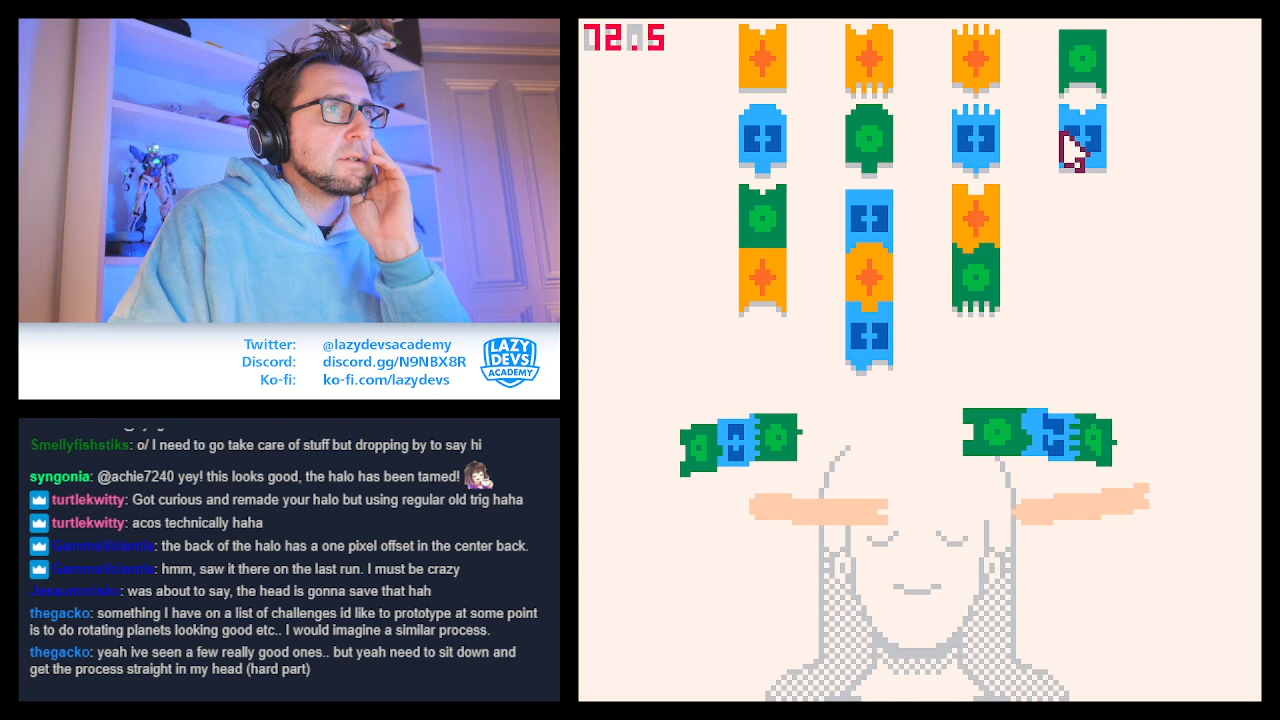 72.5
Twitter: @lazydevsacademy
Discord: discord.gg/N9NBX8R
Ko-fi: ko-fi.com/lazydevs
LAZY
DEVS
ACADEMY
Smellyfishstiks: o/ I need to go take care of stuff but dropping by to say hi
syngonia: @achie7240 yey! this looks good, the halo has been tamed!
turtlekwitty: Got curious and remade your halo but using regular old trig haha
turtlekwitty: acos technically haha
: the back of the halo has a one pixel offset in the center back.
: hmm, saw it there on the last run. I must be crazy
: was about to say, the head is gonna save that hah
thegacko: something I have on a list of challenges id like to prototype at some point
is to do rotating planets looking good etc.. I would imagine a similar process.
thegacko: yeah ive seen a few really good ones.. but yeah need to sit down and
get the process straight in my head (hard part)